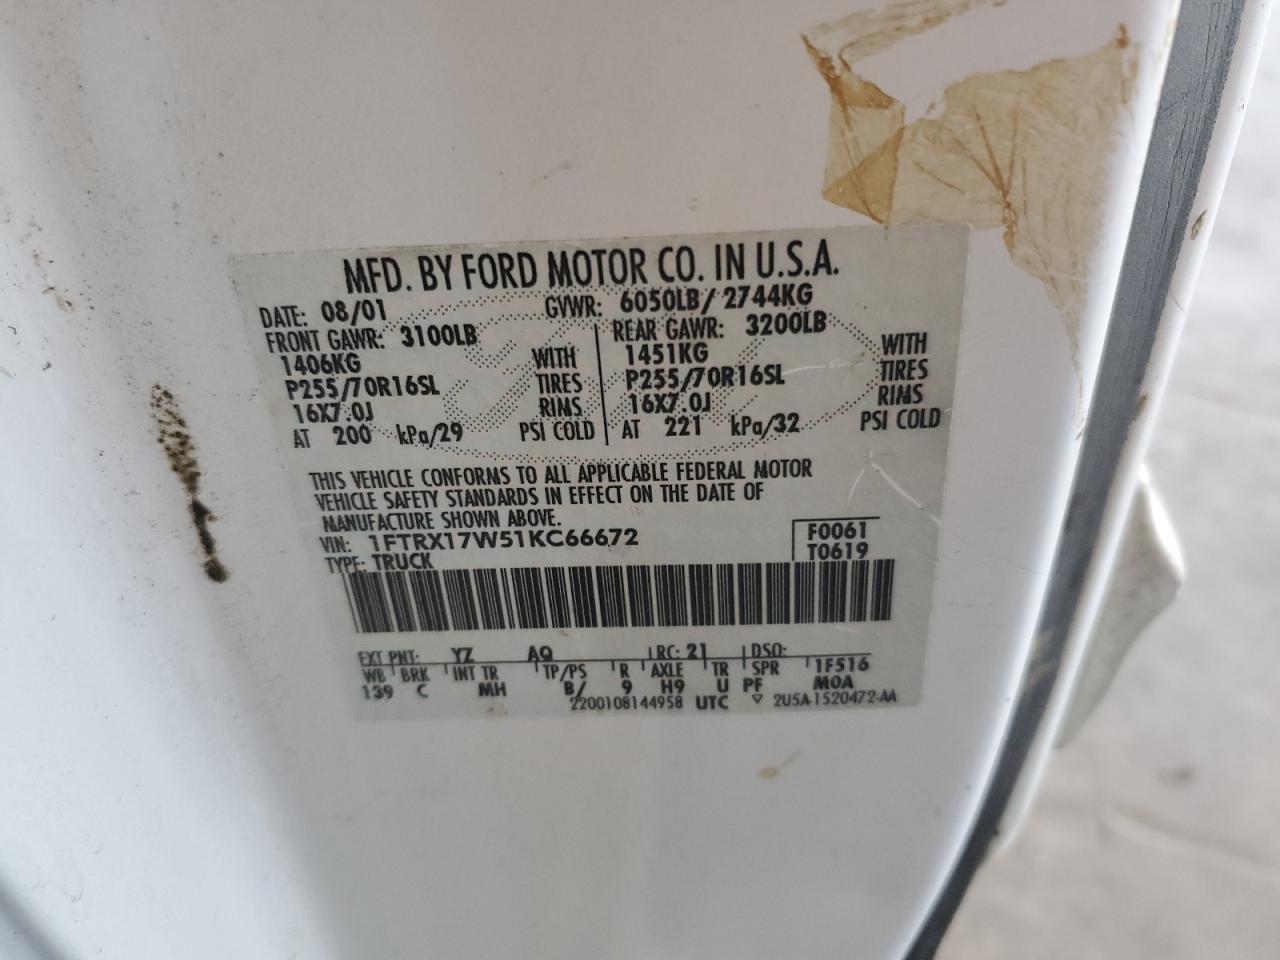 MFD. BY FORD MOTOR CO. IN U.S.A.
DATE: 08/01 GVWR: 6050LB/ 2744KG
FRONT GAWR: 3100LB REAR GAWR: 3200LB
1406KG WITH 1451KG WITH
P255/70R16SL TIRES P255/70R16SL TIRES
16X7.0J RIMS 16X7.0J RIMS
AT 200 kPa/29 PSI COLD AT 221 kPa/32 PSI COLD
THIS VEHICLE CONFORMS TO ALL APPLICABLE FEDERAL MOTOR
VEHICLE SAFETY STANDARDS IN EFFECT ON THE DATE OF
MANUFACTURE SHOWN ABOVE.
VIN: 1FTRX17W51KC66672 F0061
TYPE: TRUCK T0619
EXT PNT: YZ AQ RC: 21 DSO:
WB BRK INT TR TP/PS R AXLE TR SPR 1F516
139 C MH B/ 9 H9 U PF M0A
2200108144958 UTC ▽ 2U5A-1520472-AA